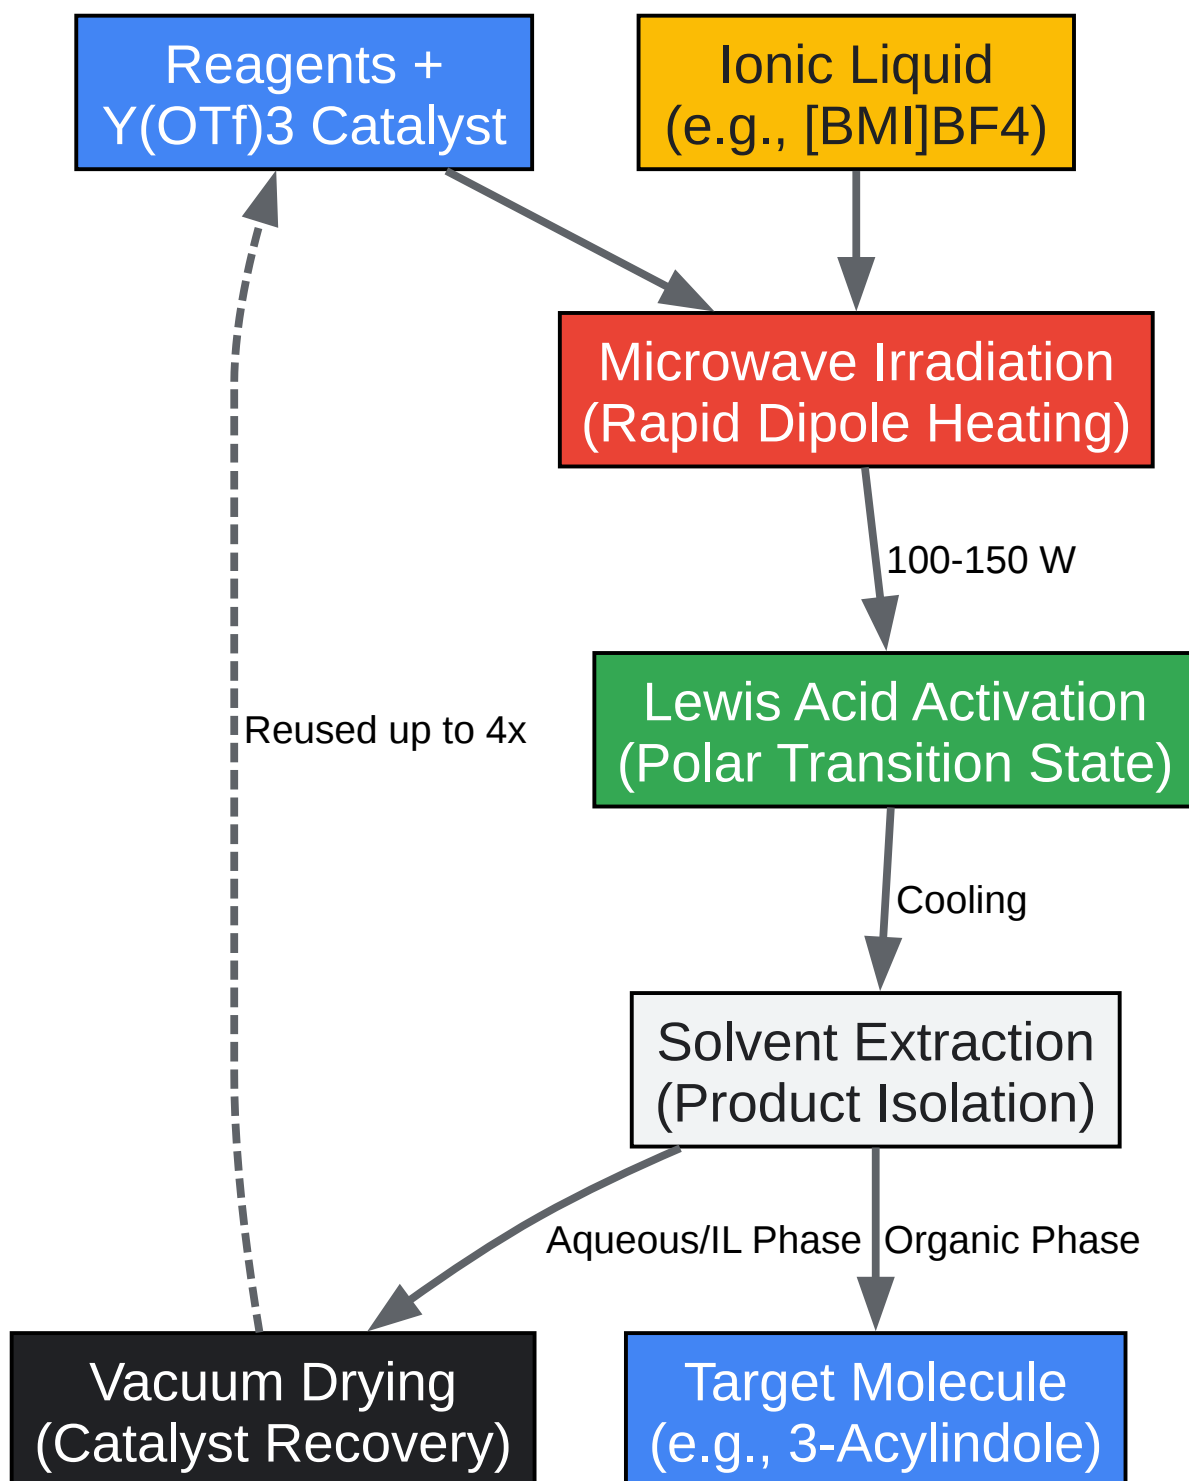 Reagents +
Y(OTf)3 Catalyst
Ionic Liquid
(e.g., [BMI]BF4)
Microwave Irradiation
(Rapid Dipole Heating)
100-150 W
Lewis Acid Activation
(Polar Transition State)
Reused up to 4x
Cooling
Solvent Extraction
(Product Isolation)
Aqueous/IL Phase
Organic Phase
Vacuum Drying
(Catalyst Recovery)
Target Molecule
(e.g., 3-Acylindole)